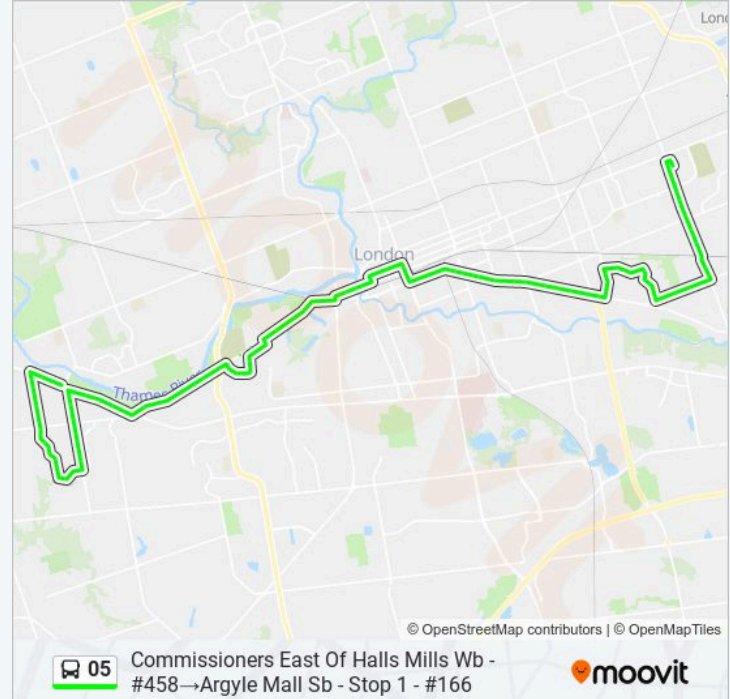 Lond
London
Thames River
© OpenStreetMap contributors | © OpenMapTiles
05
Commissioners East Of Halls Mills Wb -
#458→Argyle Mall Sb - Stop 1 - #166
moovit